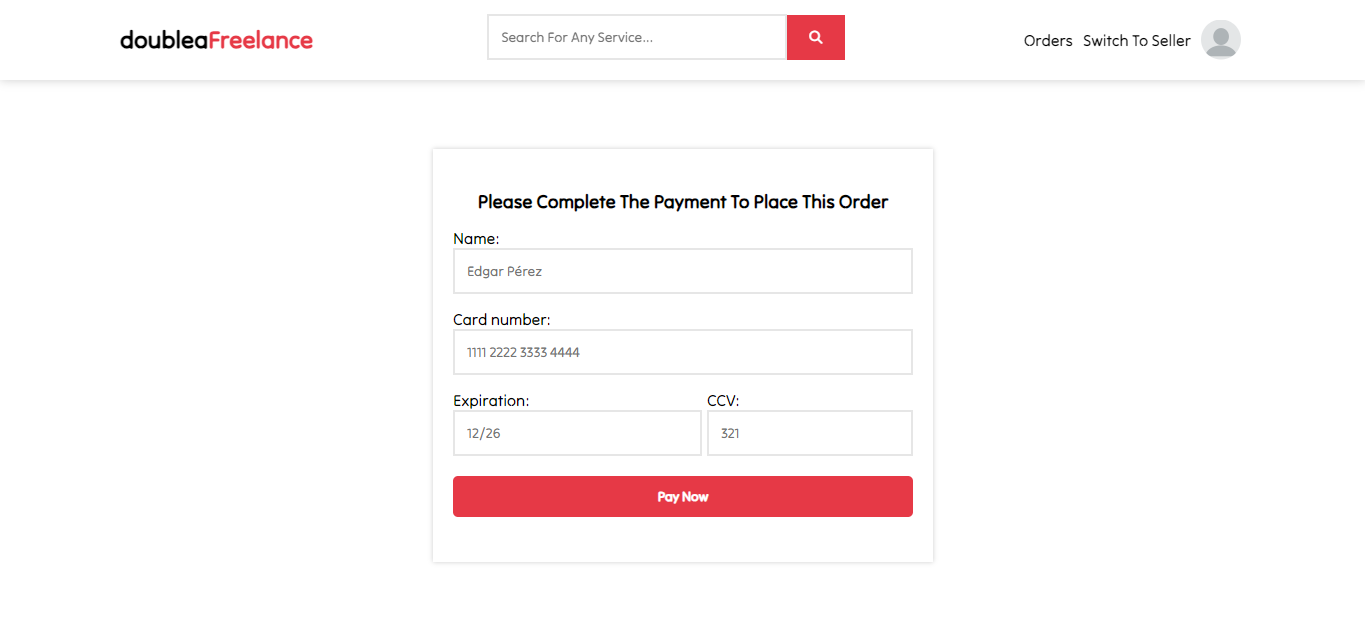 doubleaFreelance
Search For Any Service...
Orders Switch To Seller
Please Complete The Payment To Place This Order
Name:
Edgar Pérez
Card number:
1111 2222 3333 4444
Expiration: CCV:
12/26 321
Pay Now